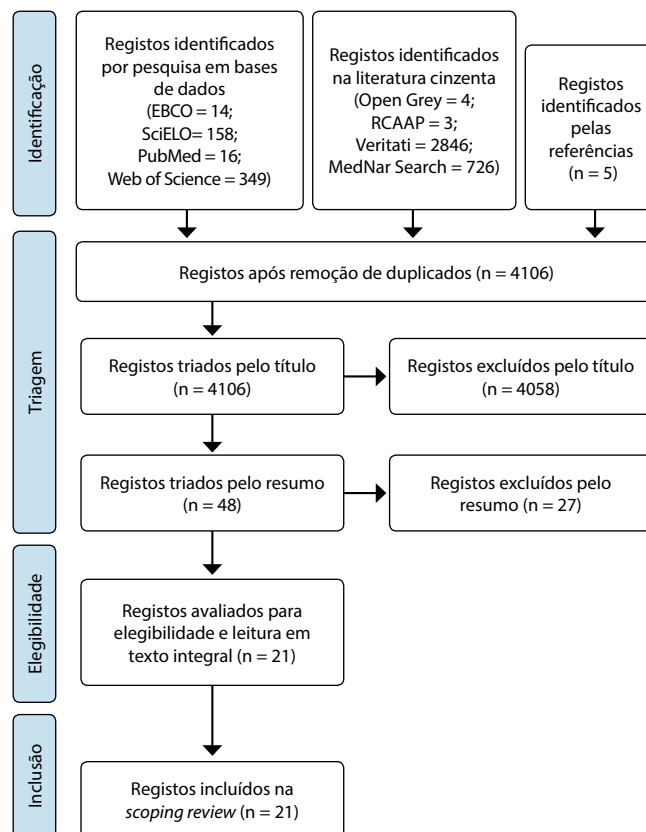 Identificação
Registos identificados
por pesquisa em bases
de dados
(EBCO = 14;
SciELO= 158;
PubMed = 16;
Web of Science = 349)
Registos identificados
na literatura cinzenta
(Open Grey = 4;
RCAAP = 3;
Veritati = 2846;
MedNar Search = 726)
Registos
identificados
pelas
referências
(n = 5)
Triagem
Registos após remoção de duplicados (n = 4106)
Registos triados pelo título
(n = 4106)
Registos excluídos pelo título
(n = 4058)
Registos triados pelo resumo
(n = 48)
Registos excluídos pelo
resumo (n = 27)
Elegibilidade
Registos avaliados para
elegibilidade e leitura em
texto integral (n = 21)
Inclusão
Registos incluídos na
scoping review (n = 21)